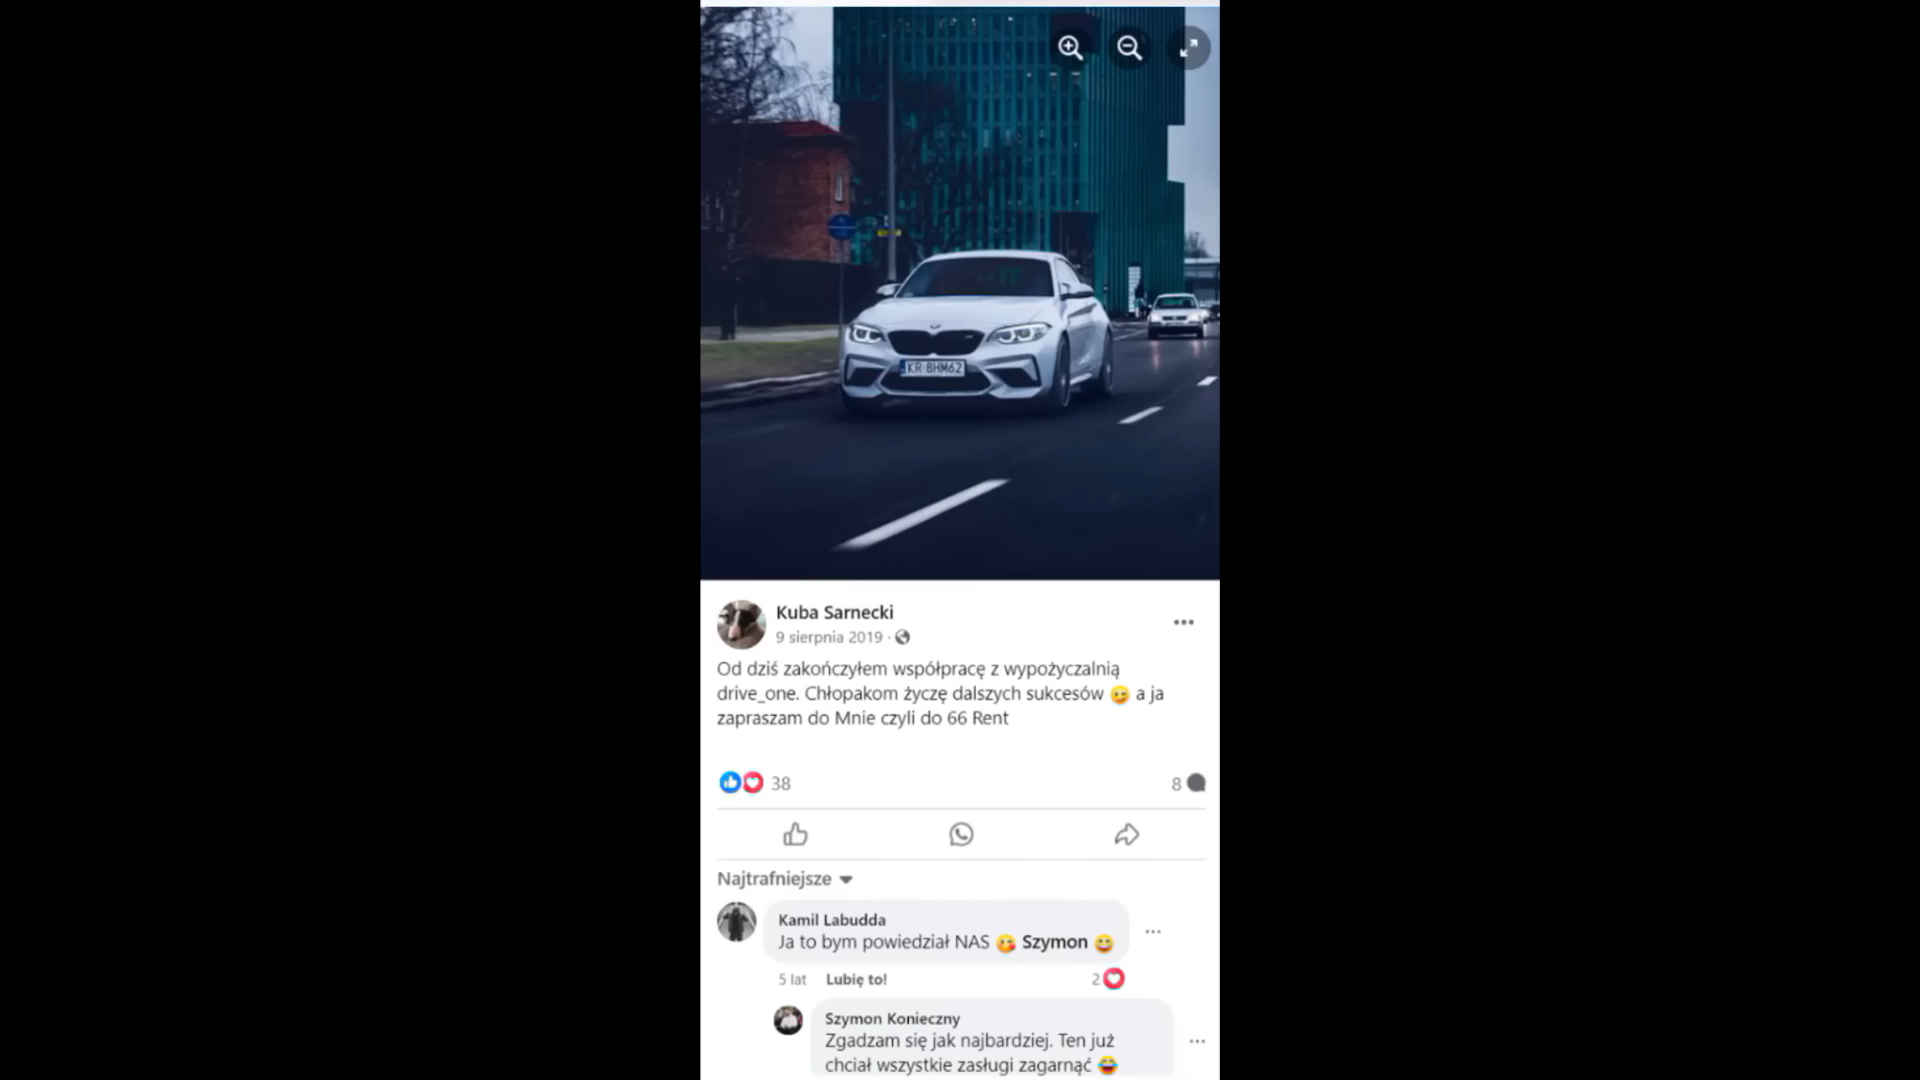 KR 8HM62
Kuba Sarnecki
9 sierpnia 2019 ·
Od dziś zakończyłem współpracę z wypożyczalnią
drive_one. Chłopakom życzę dalszych sukcesów 😉 a ja
zapraszam do Mnie czyli do 66 Rent
38
8
Najtrafniejsze
Kamil Labudda
Ja to bym powiedział NAS 😘 Szymon 😄
5 lat Lubię to! 2
Szymon Konieczny
Zgadzam się jak najbardziej. Ten już
chciał wszystkie zasługi zagarnąć 😂